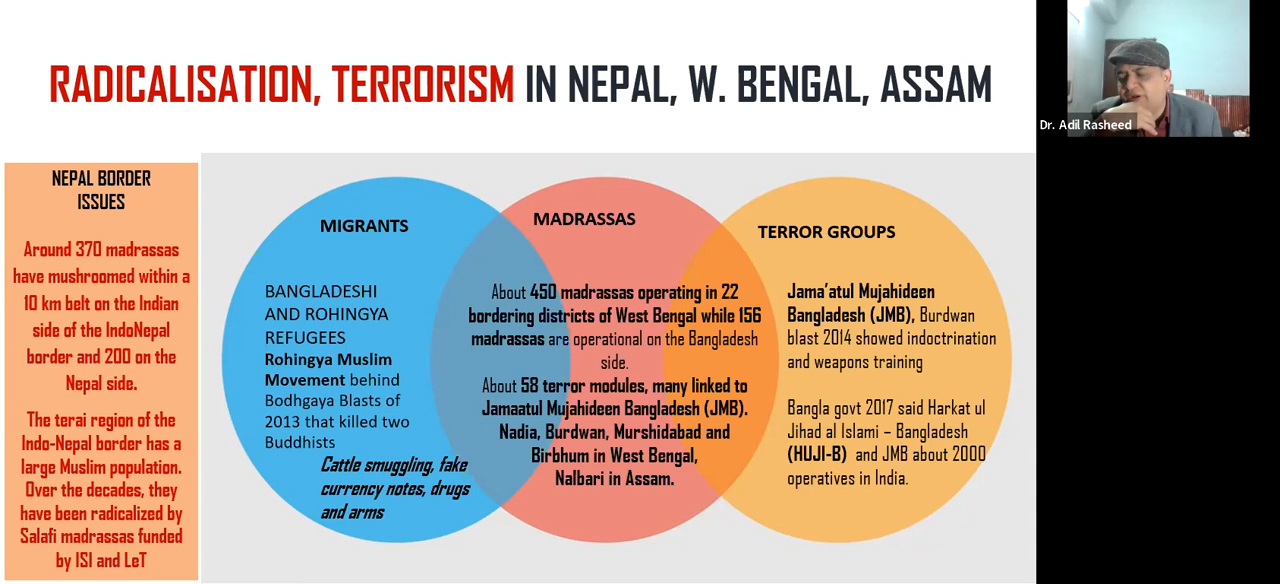 RADICALISATION, TERRORISM IN NEPAL, W. BENGAL, ASSAM
Dr. Adil Rasheed
NEPAL BORDER
ISSUES
Around 370 madrassas
have mushroomed within a
10 km belt on the Indian
side of the IndoNepal
border and 200 on the
Nepal side.
The terai region of the
Indo-Nepal border has a
large Muslim population.
Over the decades, they
have been radicalized by
Salafi madrassas funded
by ISI and LeT
MIGRANTS
BANGLADESHI
AND ROHINGYA
REFUGEES
Rohingya Muslim
Movement behind
Bodhgaya Blasts of
2013 that killed two
Buddhists
Cattle smuggling, fake
currency notes, drugs
and arms
MADRASSAS
About 450 madrassas operating in 22
bordering districts of West Bengal while 156
madrassas are operational on the Bangladesh
side.
About 58 terror modules, many linked to
Jamaatul Mujahideen Bangladesh (JMB).
Nadia, Burdwan, Murshidabad and
Birbhum in West Bengal,
Nalbari in Assam.
TERROR GROUPS
Jama’atul Mujahideen
Bangladesh (JMB), Burdwan
blast 2014 showed indoctrination
and weapons training
Bangla govt 2017 said Harkat ul
Jihad al Islami – Bangladesh
(HUJI-B) and JMB about 2000
operatives in India.